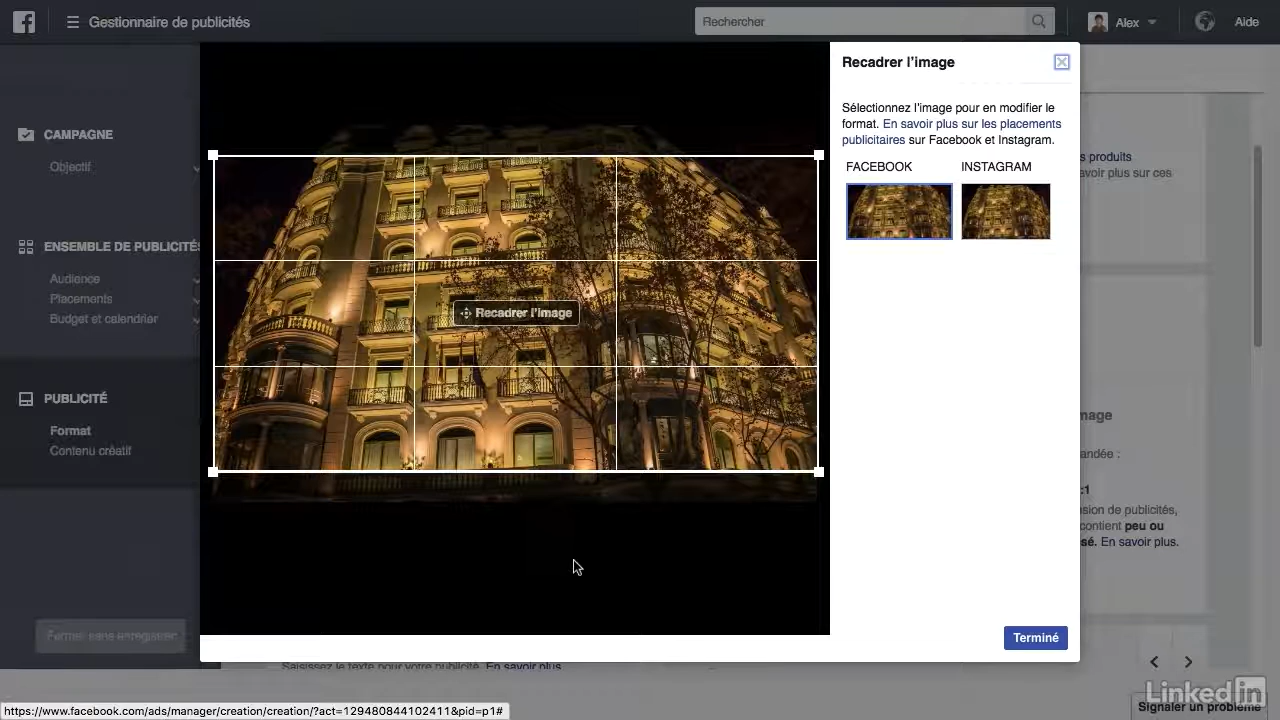 Gestionnaire de publicités
Rechercher
Alex
Aide
CAMPAGNE
Objectif
ENSEMBLE DE PUBLICITÉS
Audience
Placements
Budget et calendrier
PUBLICITÉ
Format
Contenu créatif
Fermer sans enregistrer
Recadrer l'image
Recadrer l'image
Sélectionnez l'image pour en modifier le
format. En savoir plus sur les placements
publicitaires sur Facebook et Instagram.
FACEBOOK
INSTAGRAM
Terminé
s produits
avoir plus sur ces
mage
andée :
:1
sion de publicités,
contient peu ou
sé. En savoir plus.
Saisissez le texte pour votre publicité. En savoir plus
LinkedIn
Signaler un problème
https://www.facebook.com/ads/manager/creation/creation/?act=129480844102411&pid=p1#